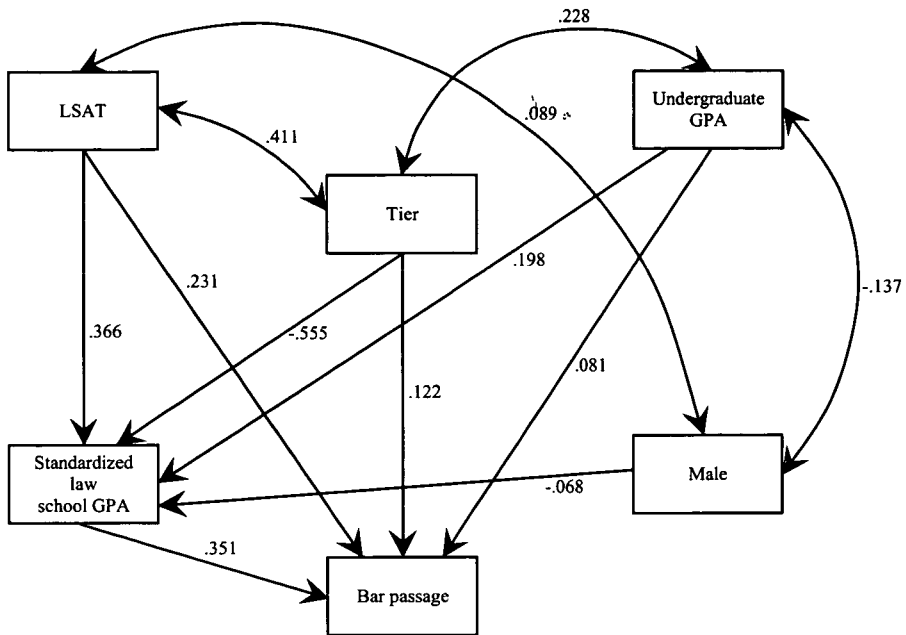 .228
LSAT
Undergraduate
GPA
.089
.411
Tier
.198
.231
-.137
.366
-.555
.081
.122
Standardized
law
school GPA
Male
-.068
.351
Bar passage